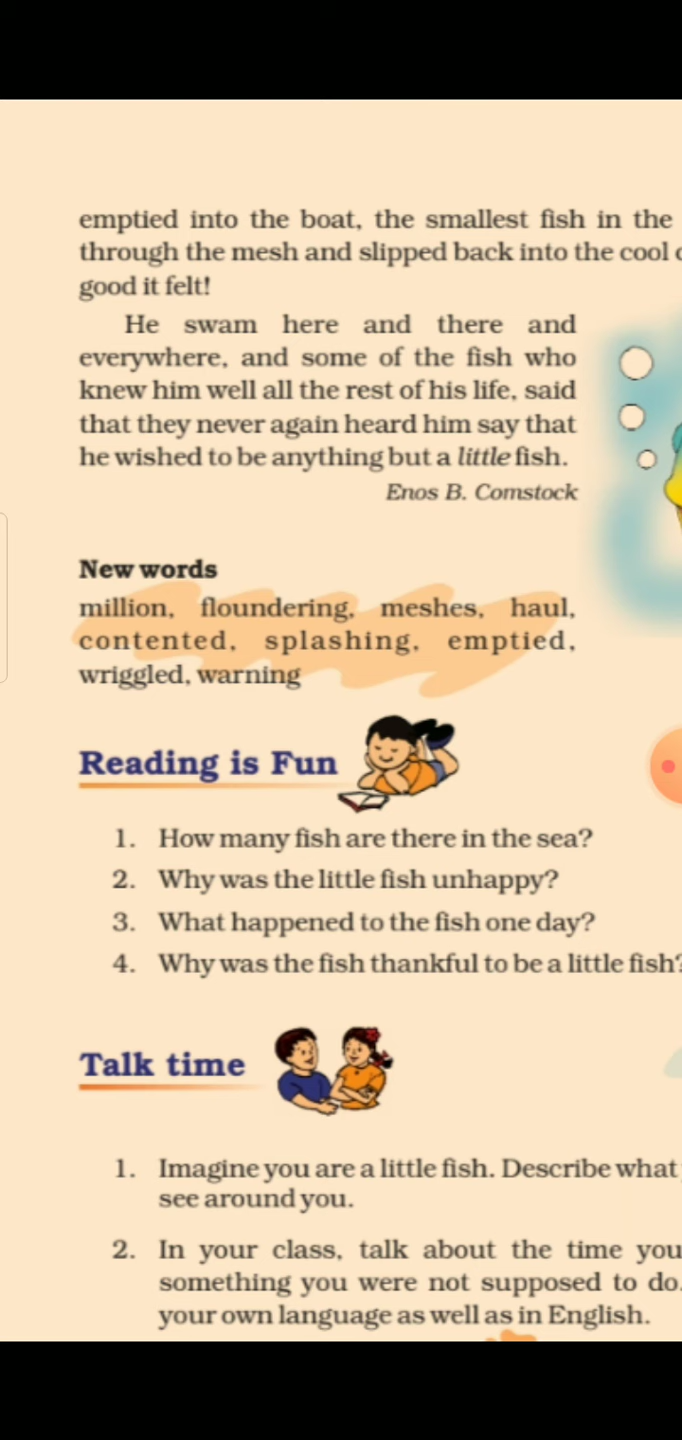 emptied into the boat, the smallest fish in the
through the mesh and slipped back into the cool
good it felt!
He swam here and there and
everywhere, and some of the fish who
knew him well all the rest of his life, said
that they never again heard him say that
he wished to be anything but a little fish.
Enos B. Comstock
New words
million, floundering, meshes, haul,
contented, splashing, emptied,
wriggled, warning
Reading is Fun
1. How many fish are there in the sea?
2. Why was the little fish unhappy?
3. What happened to the fish one day?
4. Why was the fish thankful to be a little fish?
Talk time
1. Imagine you are a little fish. Describe what
see around you.
2. In your class, talk about the time you
something you were not supposed to do.
your own language as well as in English.